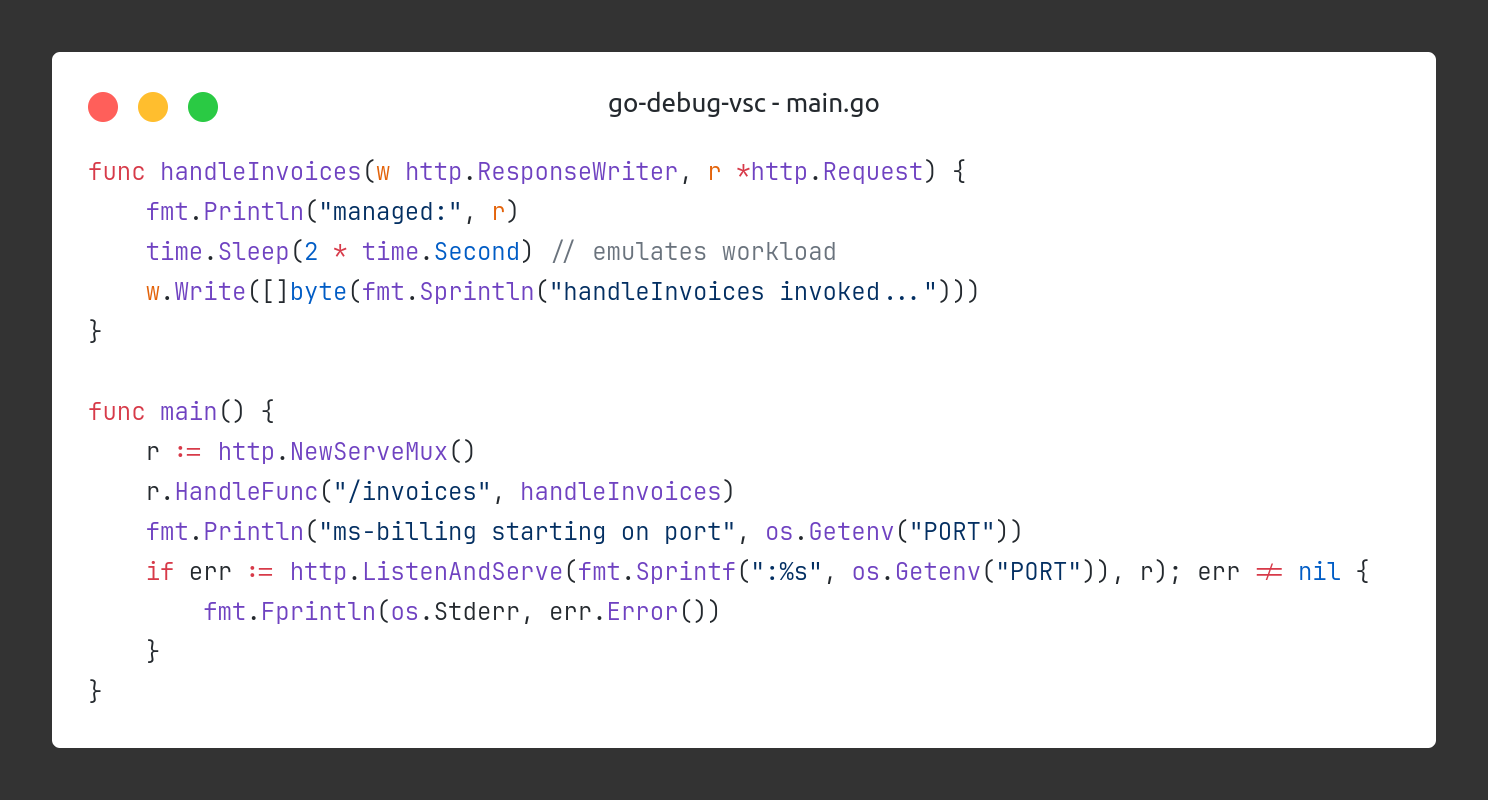 go-debug-vsc - main.go
func handleInvoices(w http.ResponseWriter, r *http.Request) {
    fmt.Println("managed:", r)
    time.Sleep(2 * time.Second) // emulates workload
    w.Write([]byte(fmt.Sprintln("handleInvoices invoked...")))
}

func main() {
    r := http.NewServeMux()
    r.HandleFunc("/invoices", handleInvoices)
    fmt.Println("ms-billing starting on port", os.Getenv("PORT"))
    if err := http.ListenAndServe(fmt.Sprintf(":%s", os.Getenv("PORT")), r); err != nil {
        fmt.Fprintln(os.Stderr, err.Error())
    }
}